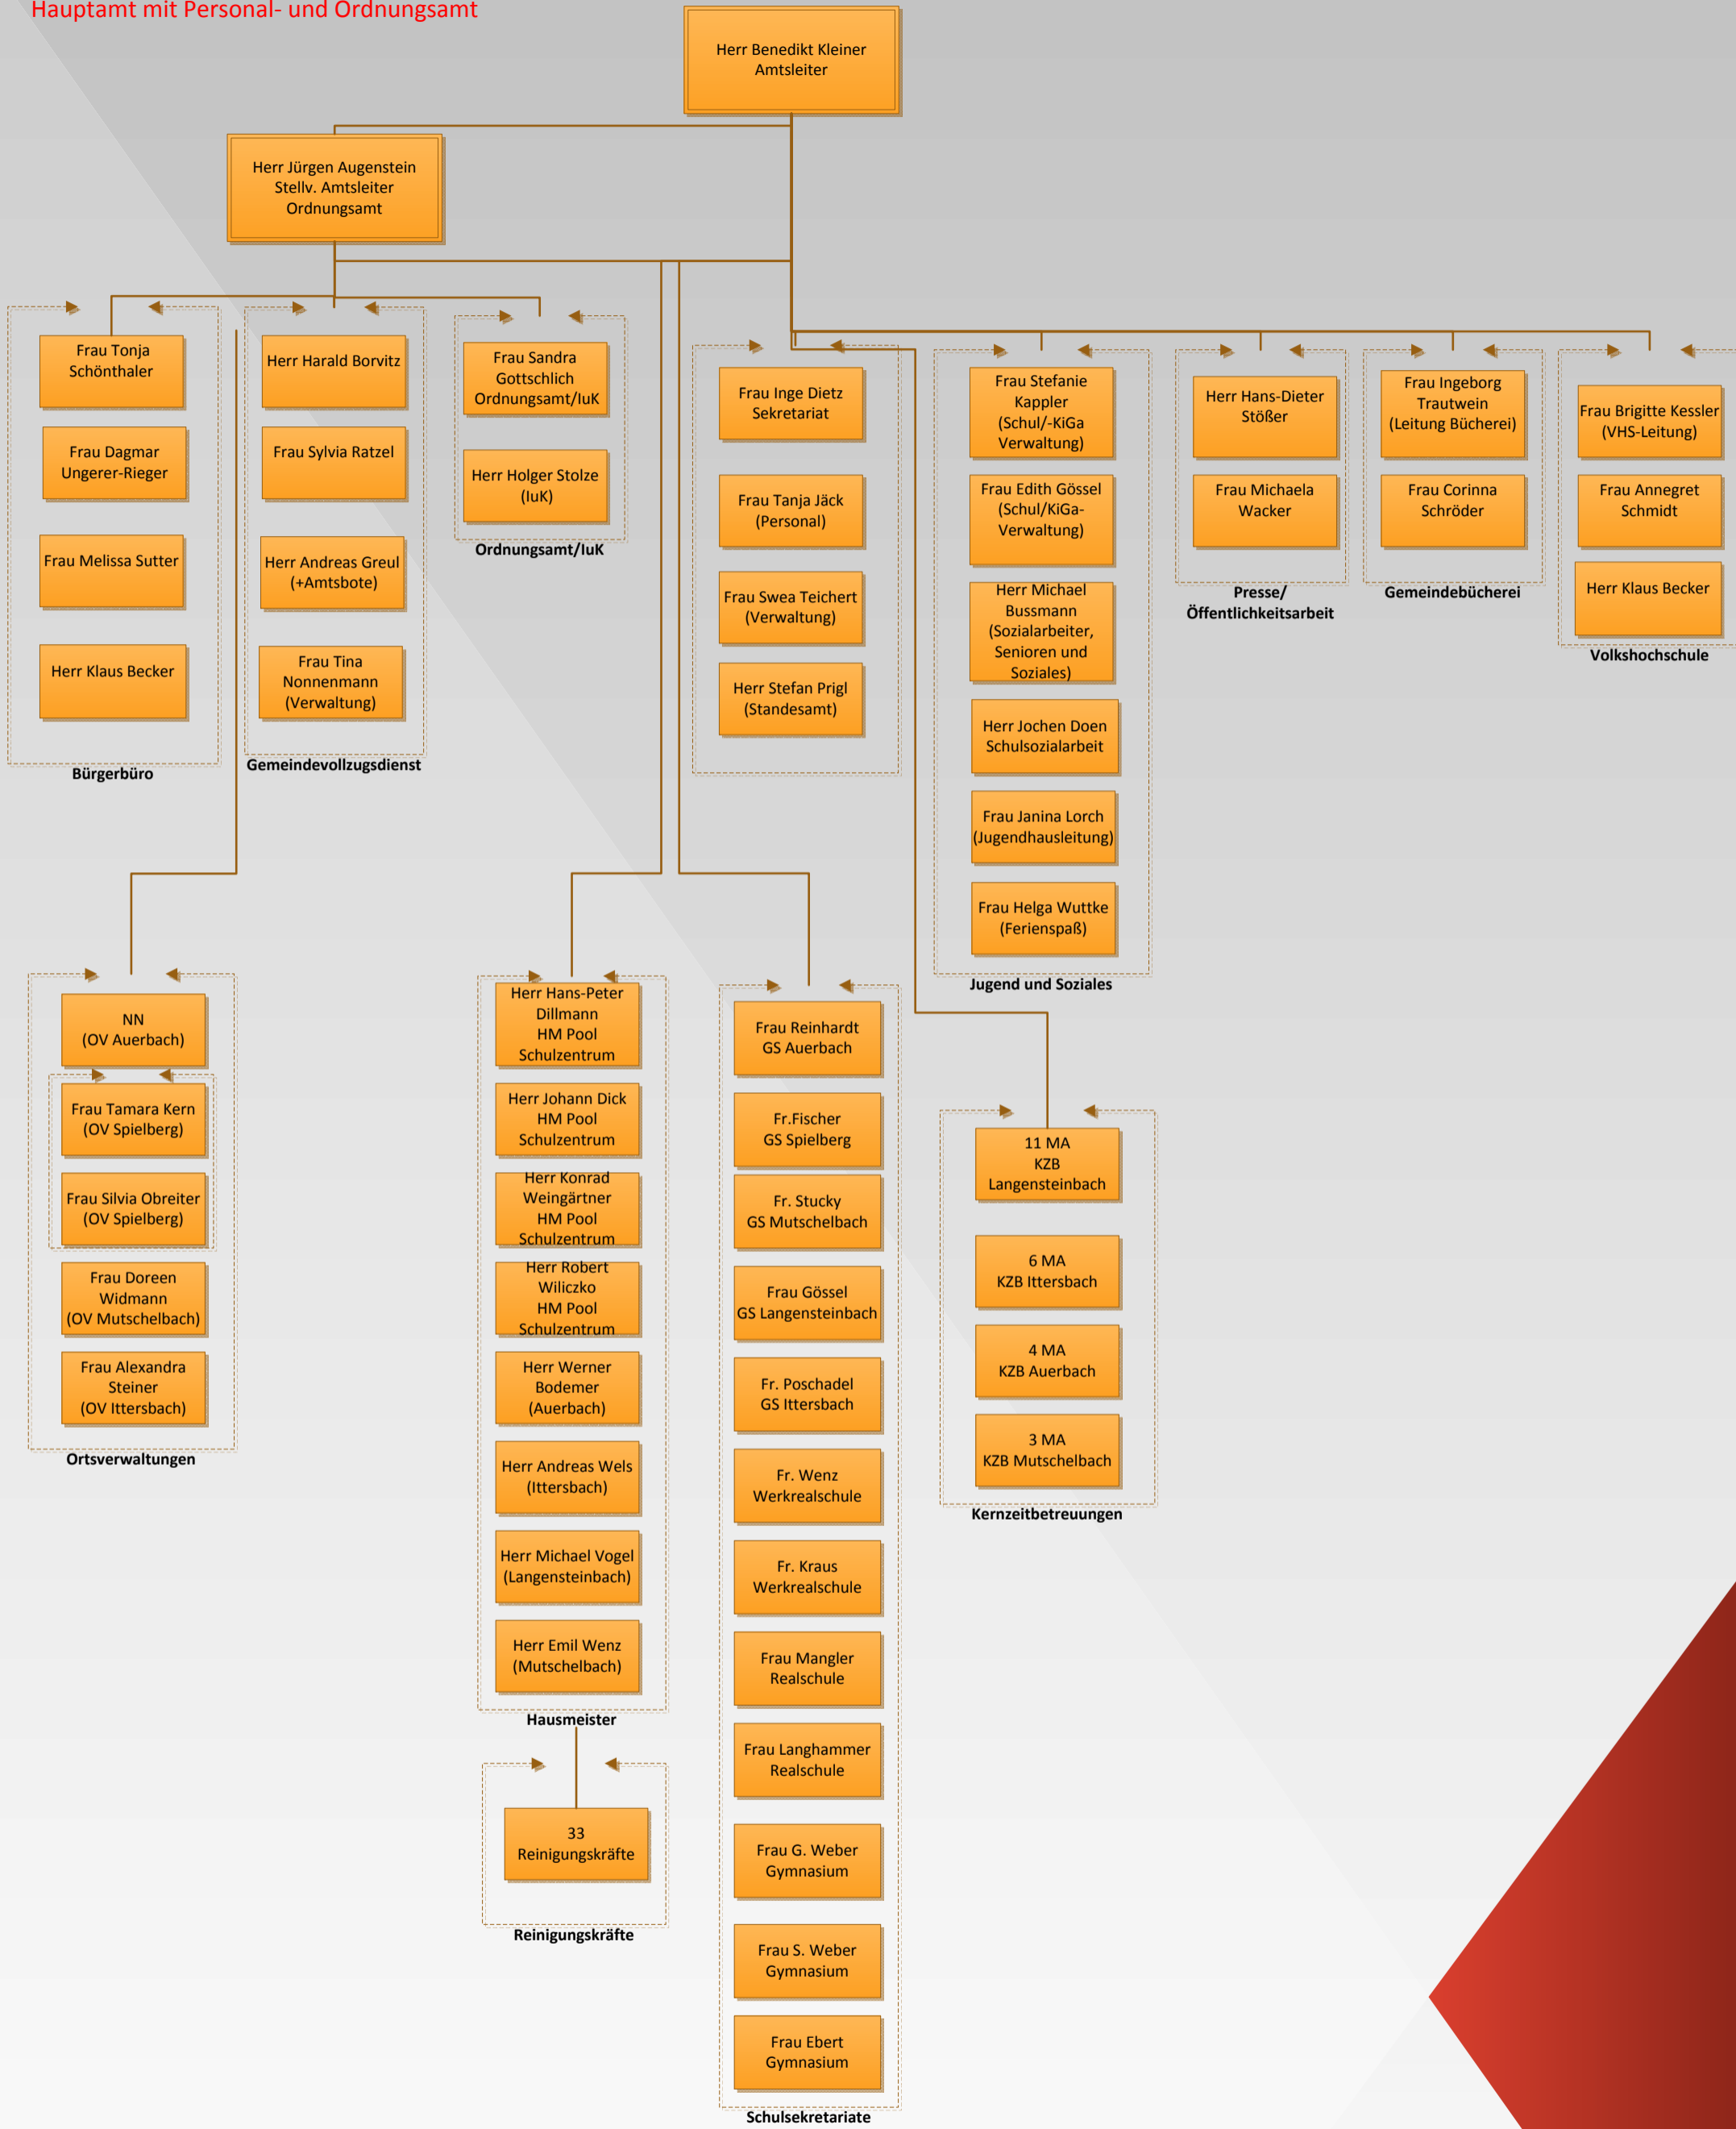 Hauptamt mit Personal- und Ordnungsamt
Herr Benedikt Kleiner
Amtsleiter
Herr Jürgen Augenstein
Stellv. Amtsleiter
Ordnungsamt
Frau Tonja
Schönthaler
Frau Dagmar
Ungerer-Rieger
Frau Melissa Sutter
Herr Klaus Becker
Bürgerbüro
Herr Harald Borvitz
Frau Sylvia Ratzel
Herr Andreas Greul
(+Amtsbote)
Frau Tina
Nonnenmann
(Verwaltung)
Gemeindevollzugsdienst
Frau Sandra
Gottschlich
Ordnungsamt/IuK
Herr Holger Stolze
(IuK)
Ordnungsamt/IuK
Frau Inge Dietz
Sekretariat
Frau Tanja Jäck
(Personal)
Frau Swea Teichert
(Verwaltung)
Herr Stefan Prigl
(Standesamt)
Frau Stefanie
Kappler
(Schul/-KiGa
Verwaltung)
Frau Edith Gössel
(Schul/KiGa-
Verwaltung)
Herr Michael
Bussmann
(Sozialarbeiter,
Senioren und
Soziales)
Herr Jochen Doen
Schulsozialarbeit
Frau Janina Lorch
(Jugendhausleitung)
Frau Helga Wuttke
(Ferienspaß)
Jugend und Soziales
Herr Hans-Dieter
Stößer
Frau Michaela
Wacker
Presse/
Öffentlichkeitsarbeit
Frau Ingeborg
Trautwein
(Leitung Bücherei)
Frau Corinna
Schröder
Gemeindebücherei
Frau Brigitte Kessler
(VHS-Leitung)
Frau Annegret
Schmidt
Herr Klaus Becker
Volkshochschule
NN
(OV Auerbach)
Frau Tamara Kern
(OV Spielberg)
Frau Silvia Obreiter
(OV Spielberg)
Frau Doreen
Widmann
(OV Mutschelbach)
Frau Alexandra
Steiner
(OV Ittersbach)
Ortsverwaltungen
Herr Hans-Peter
Dillmann
HM Pool
Schulzentrum
Herr Johann Dick
HM Pool
Schulzentrum
Herr Konrad
Weingärtner
HM Pool
Schulzentrum
Herr Robert
Wiliczko
HM Pool
Schulzentrum
Herr Werner
Bodemer
(Auerbach)
Herr Andreas Wels
(Ittersbach)
Herr Michael Vogel
(Langensteinbach)
Herr Emil Wenz
(Mutschelbach)
Hausmeister
33
Reinigungskräfte
Reinigungskräfte
Frau Reinhardt
GS Auerbach
Fr.Fischer
GS Spielberg
Fr. Stucky
GS Mutschelbach
Frau Gössel
GS Langensteinbach
Fr. Poschadel
GS Ittersbach
Fr. Wenz
Werkrealschule
Fr. Kraus
Werkrealschule
Frau Mangler
Realschule
Frau Langhammer
Realschule
Frau G. Weber
Gymnasium
Frau S. Weber
Gymnasium
Frau Ebert
Gymnasium
Schulsekretariate
11 MA
KZB
Langensteinbach
6 MA
KZB Ittersbach
4 MA
KZB Auerbach
3 MA
KZB Mutschelbach
Kernzeitbetreuungen